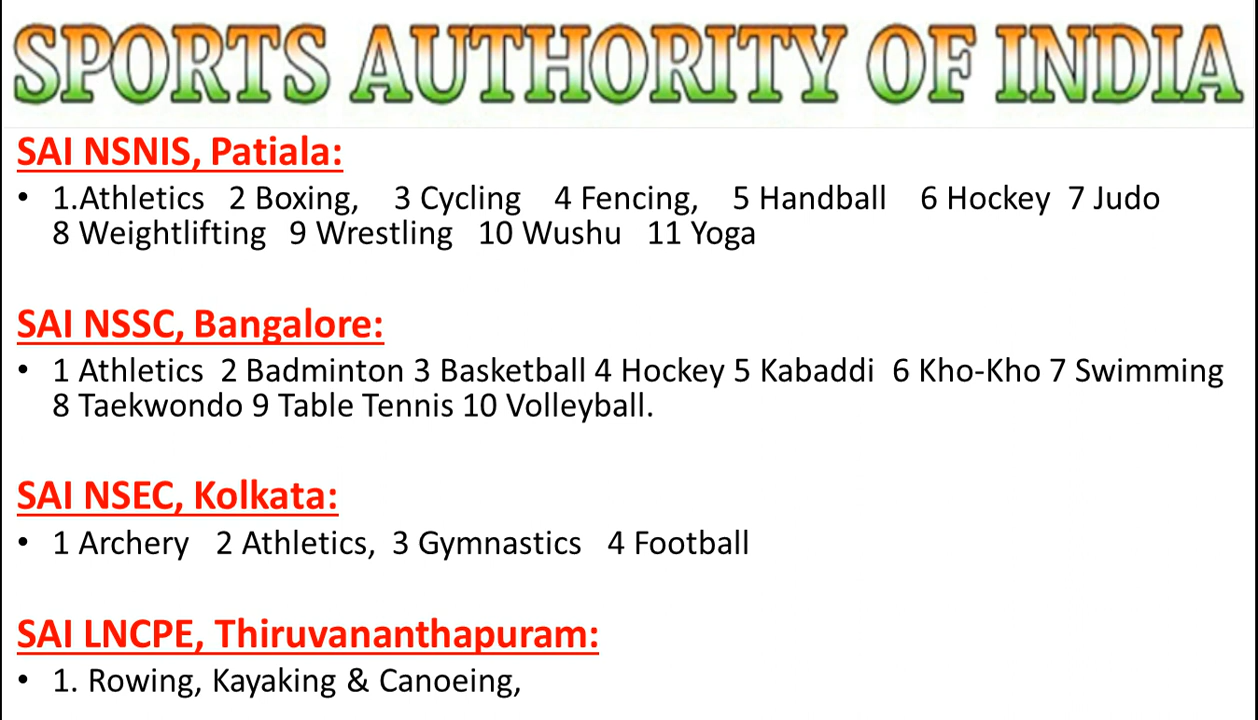 SPORTS AUTHORITY OF INDIA
SAI NSNIS, Patiala:
• 1.Athletics 2 Boxing, 3 Cycling 4 Fencing, 5 Handball 6 Hockey 7 Judo
8 Weightlifting 9 Wrestling 10 Wushu 11 Yoga
SAI NSSC, Bangalore:
• 1 Athletics 2 Badminton 3 Basketball 4 Hockey 5 Kabaddi 6 Kho-Kho 7 Swimming
8 Taekwondo 9 Table Tennis 10 Volleyball.
SAI NSEC, Kolkata:
• 1 Archery 2 Athletics, 3 Gymnastics 4 Football
SAI LNCPE, Thiruvananthapuram:
• 1. Rowing, Kayaking & Canoeing,